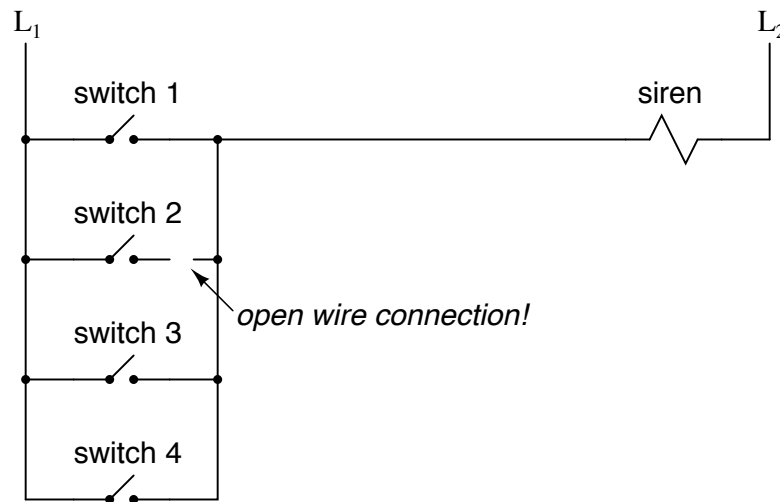 L1 L2
switch 1 siren
switch 2
open wire connection!
switch 3
switch 4